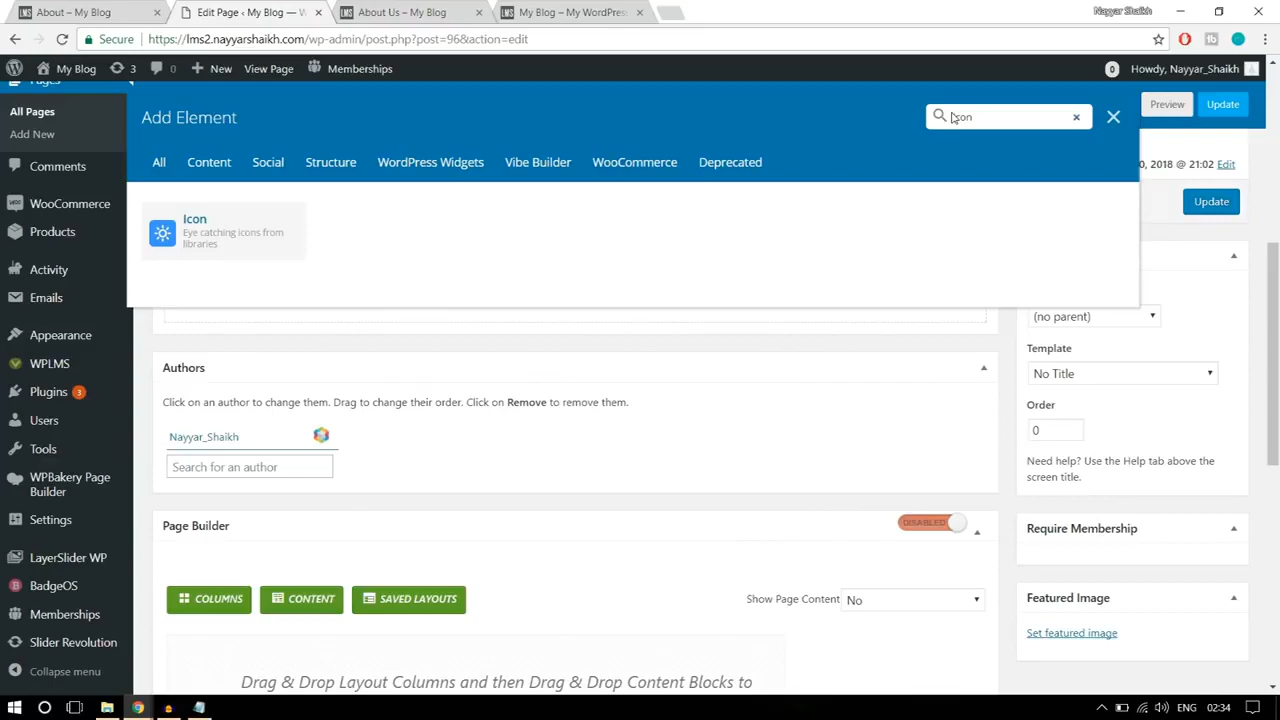 About – My Blog
Edit Page ‹ My Blog — W
About Us – My Blog
My Blog – My WordPress
Nayyar Shaikh
Secure
https://lms2.nayyarshaikh.com/wp-admin/post.php?post=96&action=edit
My Blog
3
0
New
View Page
Memberships
0
Howdy, Nayyar_Shaikh
Pages
All Pages
Add New
Comments
WooCommerce
Products
Activity
Emails
Appearance
WPLMS
Plugins 3
Users
Tools
WPBakery Page
Builder
Settings
LayerSlider WP
BadgeOS
Memberships
Slider Revolution
Collapse menu
Add Element
icon
All
Content
Social
Structure
WordPress Widgets
Vibe Builder
WooCommerce
Deprecated
Icon
Eye catching icons from
libraries
Preview
Update
0, 2018 @ 21:02 Edit
Update
(no parent)
Template
No Title
Order
0
Need help? Use the Help tab above the
screen title.
Require Membership
Featured Image
Set featured image
Authors
Click on an author to change them. Drag to change their order. Click on Remove to remove them.
Nayyar_Shaikh
Search for an author
Page Builder
DISABLED
COLUMNS
CONTENT
SAVED LAYOUTS
Show Page Content
No
Drag & Drop Layout Columns and then Drag & Drop Content Blocks to
ENG
02:34